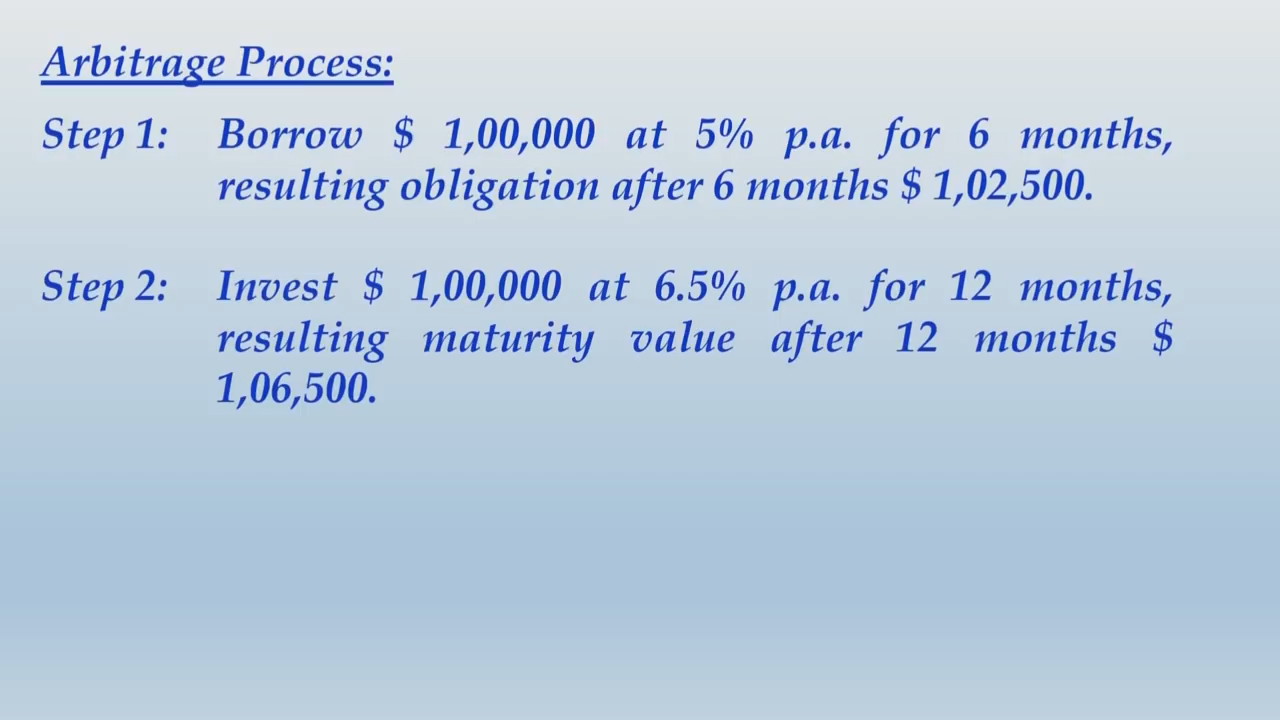 Arbitrage Process:
Step 1: Borrow $ 1,00,000 at 5% p.a. for 6 months,
resulting obligation after 6 months $ 1,02,500.
Step 2: Invest $ 1,00,000 at 6.5% p.a. for 12 months,
resulting maturity value after 12 months $
1,06,500.